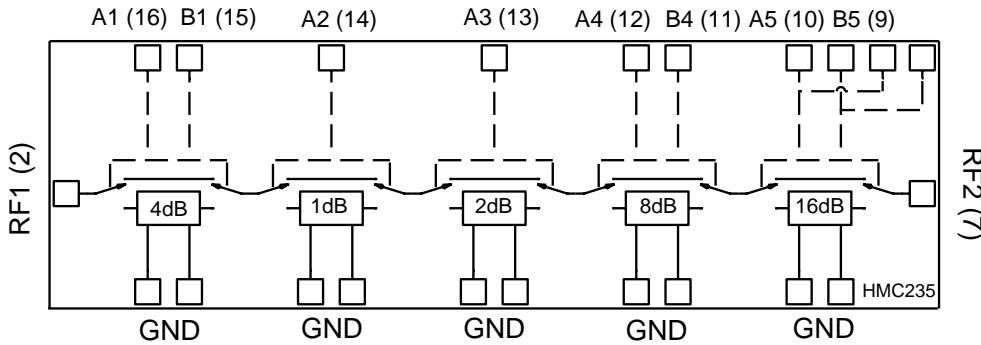 A1 (16) B1 (15) A2 (14) A3 (13) A4 (12) B4 (11) A5 (10) B5 (9)
RF1 (2)
RF2 (7)
4dB 1dB 2dB 8dB 16dB
HMC235
GND GND GND GND GND